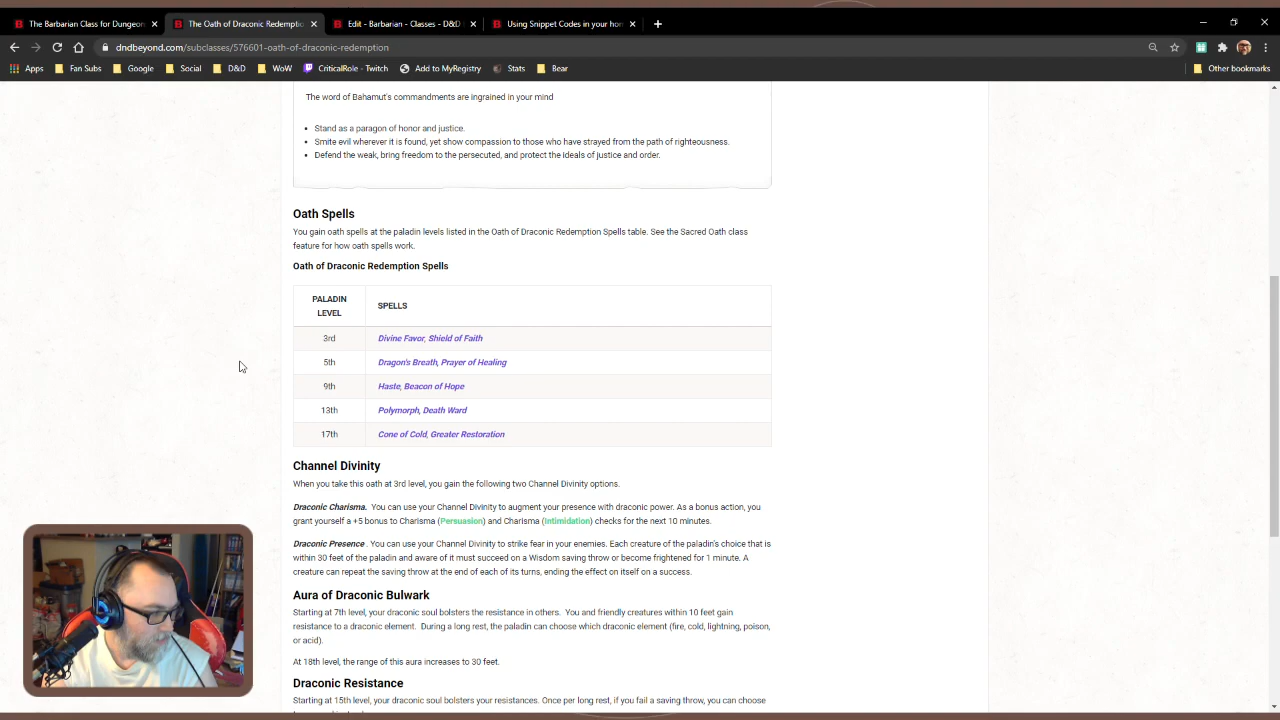 The Barbarian Class for Dungeon
The Oath of Draconic Redemptio
Edit - Barbarian - Classes - D&D
Using Snippet Codes in your hon
dndbeyond.com/subclasses/576601-oath-of-draconic-redemption
Apps Fan Subs Google Social D&D WoW CriticalRole - Twitch Add to MyRegistry Stats Bear Other bookmarks
The word of Bahamut's commandments are ingrained in your mind
• Stand as a paragon of honor and justice.
• Smite evil wherever it is found, yet show compassion to those who have strayed from the path of righteousness.
• Defend the weak, bring freedom to the persecuted, and protect the ideals of justice and order.
Oath Spells
You gain oath spells at the paladin levels listed in the Oath of Draconic Redemption Spells table. See the Sacred Oath class
feature for how oath spells work.
Oath of Draconic Redemption Spells
PALADIN
LEVEL
SPELLS
3rd Divine Favor, Shield of Faith
5th Dragon's Breath, Prayer of Healing
9th Haste, Beacon of Hope
13th Polymorph, Death Ward
17th Cone of Cold, Greater Restoration
Channel Divinity
When you take this oath at 3rd level, you gain the following two Channel Divinity options.
Draconic Charisma. You can use your Channel Divinity to augment your presence with draconic power. As a bonus action, you
grant yourself a +5 bonus to Charisma (Persuasion) and Charisma (Intimidation) checks for the next 10 minutes.
Draconic Presence . You can use your Channel Divinity to strike fear in your enemies. Each creature of the paladin's choice that is
within 30 feet of the paladin and aware of it must succeed on a Wisdom saving throw or become frightened for 1 minute. A
creature can repeat the saving throw at the end of each of its turns, ending the effect on itself on a success.
Aura of Draconic Bulwark
Starting at 7th level, your draconic soul bolsters the resistance in others. You and friendly creatures within 10 feet gain
resistance to a draconic element. During a long rest, the paladin can choose which draconic element (fire, cold, lightning, poison,
or acid).
At 18th level, the range of this aura increases to 30 feet.
Draconic Resistance
Starting at 15th level, your draconic soul bolsters your resistances. Once per long rest, if you fail a saving throw, you can choose